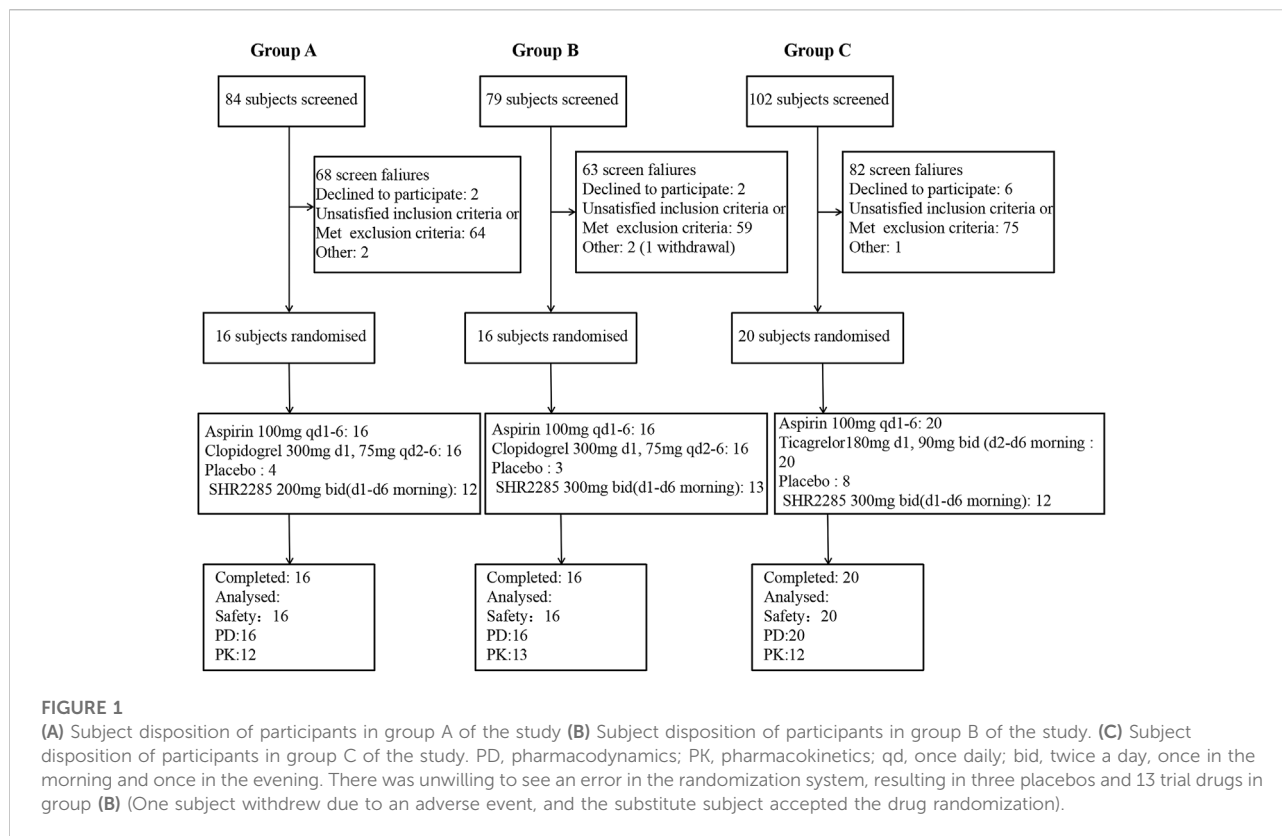 Group A
Group B
Group C
84 subjects screened
79 subjects screened
102 subjects screened
68 screen faliures
Declined to participate: 2
Unsatisfied inclusion criteria or
Met exclusion criteria: 64
Other: 2
63 screen faliures
Declined to participate: 2
Unsatisfied inclusion criteria or
Met exclusion criteria: 59
Other: 2 (1 withdrawal)
82 screen faliures
Declined to participate: 6
Unsatisfied inclusion criteria or
Met exclusion criteria: 75
Other: 1
16 subjects randomised
16 subjects randomised
20 subjects randomised
Aspirin 100mg qd1-6: 16
Clopidogrel 300mg d1, 75mg qd2-6: 16
Placebo : 4
SHR2285 200mg bid(d1-d6 morning): 12
Aspirin 100mg qd1-6: 16
Clopidogrel 300mg d1, 75mg qd2-6: 16
Placebo : 3
SHR2285 300mg bid(d1-d6 morning): 13
Aspirin 100mg qd1-6: 20
Ticagrelor180mg d1, 90mg bid (d2-d6 morning :
20
Placebo : 8
SHR2285 300mg bid(d1-d6 morning): 12
Completed: 16
Analysed:
Safety：16
PD:16
PK:12
Completed: 16
Analysed:
Safety：16
PD:16
PK:13
Completed: 20
Analysed:
Safety：20
PD:20
PK:12
FIGURE 1
(A) Subject disposition of participants in group A of the study (B) Subject disposition of participants in group B of the study. (C) Subject
disposition of participants in group C of the study. PD, pharmacodynamics; PK, pharmacokinetics; qd, once daily; bid, twice a day, once in the
morning and once in the evening. There was unwilling to see an error in the randomization system, resulting in three placebos and 13 trial drugs in
group (B) (One subject withdrew due to an adverse event, and the substitute subject accepted the drug randomization).